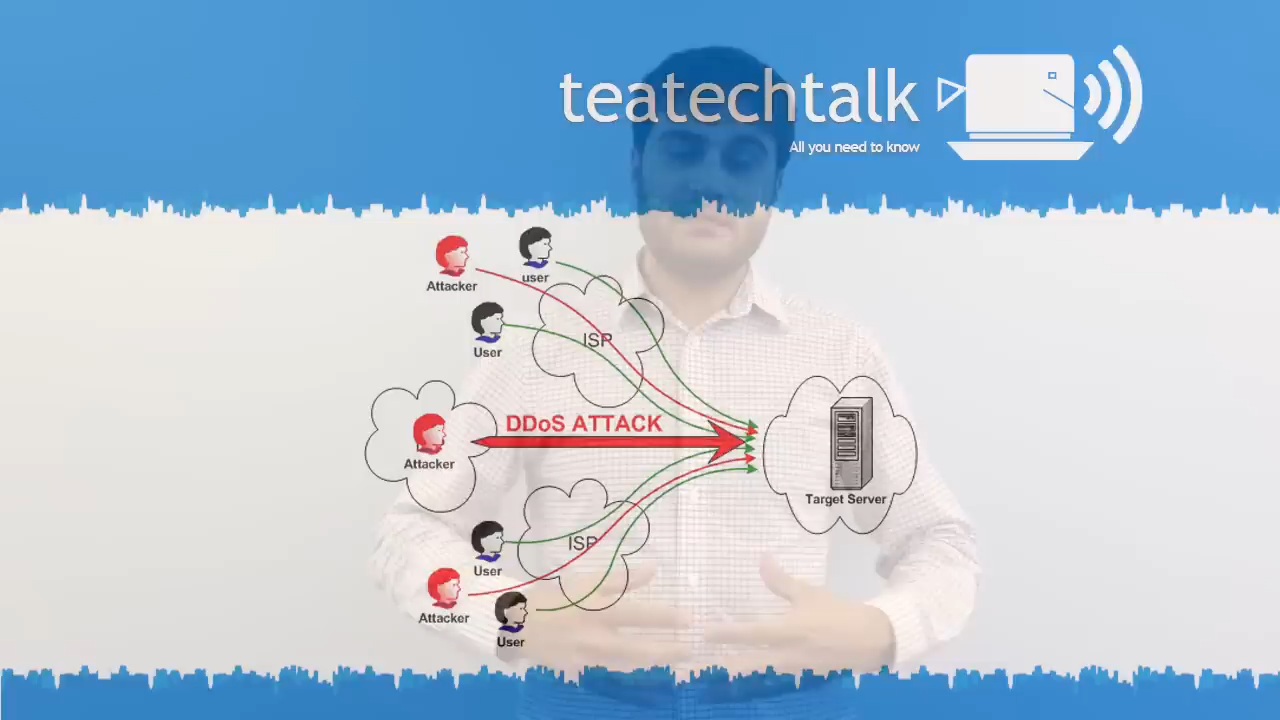 teatechtalk
All you need to know
user
Attacker
ISP
User
DDoS ATTACK
Attacker
Target Server
ISP
User
Attacker
User